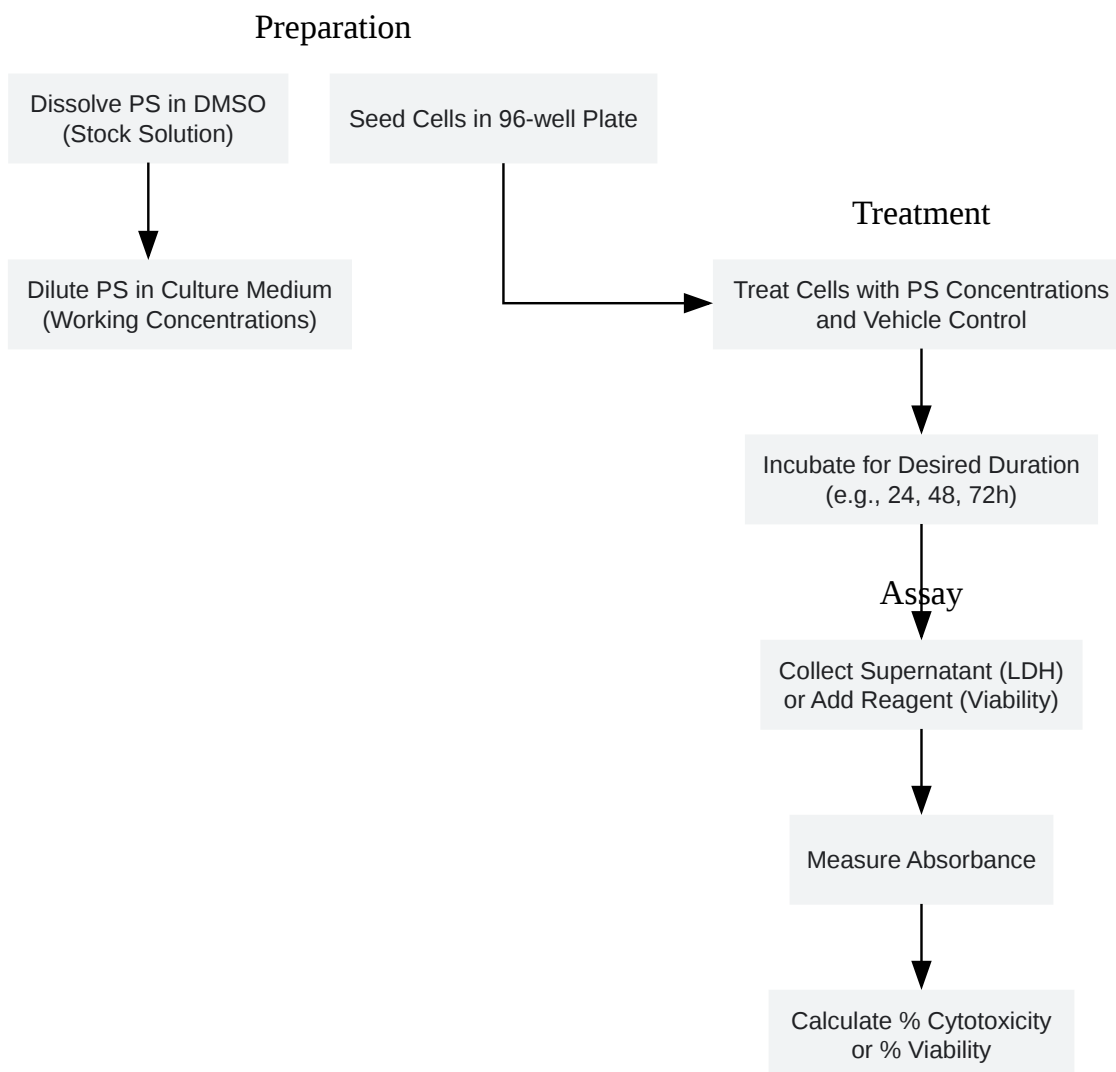 Preparation
Dissolve PS in DMSO
(Stock Solution)
Seed Cells in 96-well Plate
Dilute PS in Culture Medium
(Working Concentrations)
Treatment
Treat Cells with PS Concentrations
and Vehicle Control
Incubate for Desired Duration
(e.g., 24, 48, 72h)
Assay
Collect Supernatant (LDH)
or Add Reagent (Viability)
Measure Absorbance
Calculate % Cytotoxicity
or % Viability